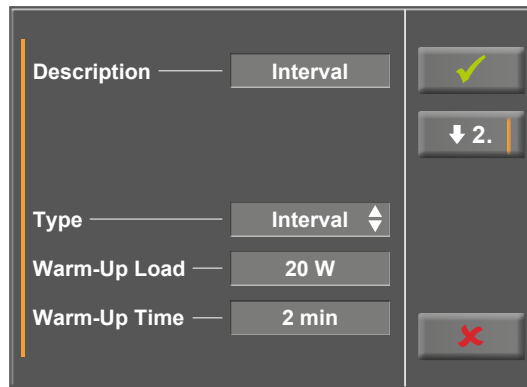 Description Interval
2.
Type Interval
Warm-Up Load 20 W
Warm-Up Time 2 min